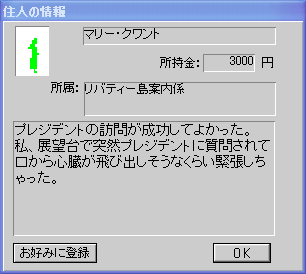 住人の情報
マリー・クワント
所持金: 3000 円
所属: リバティー島案内係
プレジデントの訪問が成功してよかった。
私、展望台で突然プレジデントに質問されて
口から心臓が飛び出しそうなくらい緊張しち
ゃった。
お好みに登録 OK